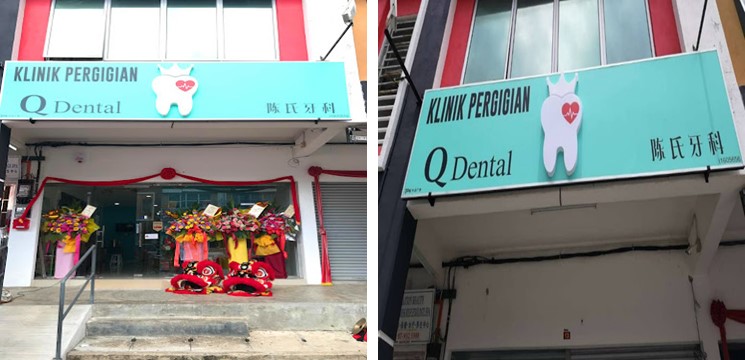 KLINIK PERGIGIAN
Q Dental
陈氏牙科
KLINIK PERGIGIAN
Q Dental
陈氏牙科